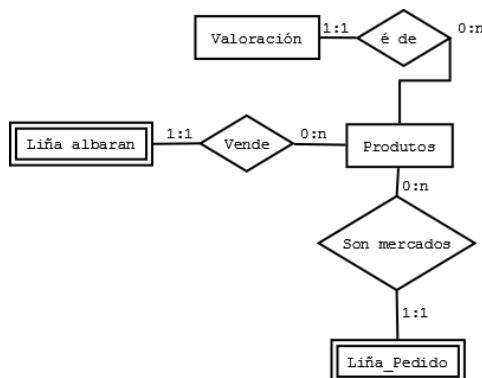 Valoración
1:1
é de
0:n
Liña albaran
1:1
Vende
0:n
Produtos
0:n
Son mercados
1:1
Liña_Pedido